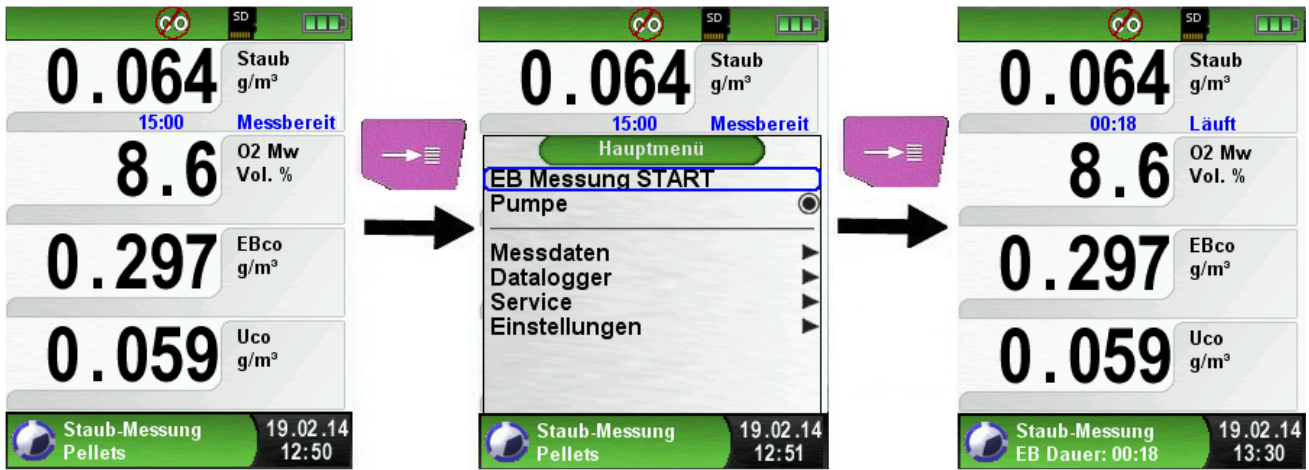 CO
SD
0.064
Staub
g/m³
15:00 Messbereit
8.6
O2 Mw
Vol. %
0.297
EBco
g/m³
0.059
Uco
g/m³
Staub-Messung
Pellets
19.02.14
12:50
CO
SD
0.064
Staub
g/m³
15:00 Messbereit
Hauptmenü
EB Messung START
Pumpe
Messdaten
Datalogger
Service
Einstellungen
Staub-Messung
Pellets
19.02.14
12:51
CO
SD
0.064
Staub
g/m³
00:18 Läuft
8.6
O2 Mw
Vol. %
0.297
EBco
g/m³
0.059
Uco
g/m³
Staub-Messung
EB Dauer: 00:18
19.02.14
13:30